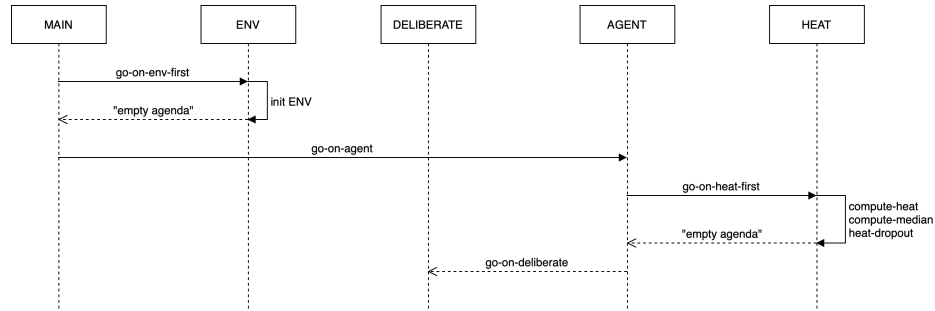 MAIN
ENV
DELIBERATE
AGENT
HEAT
go-on-env-first
init ENV
"empty agenda"
go-on-agent
go-on-heat-first
compute-heat
compute-median
heat-dropout
"empty agenda"
go-on-deliberate